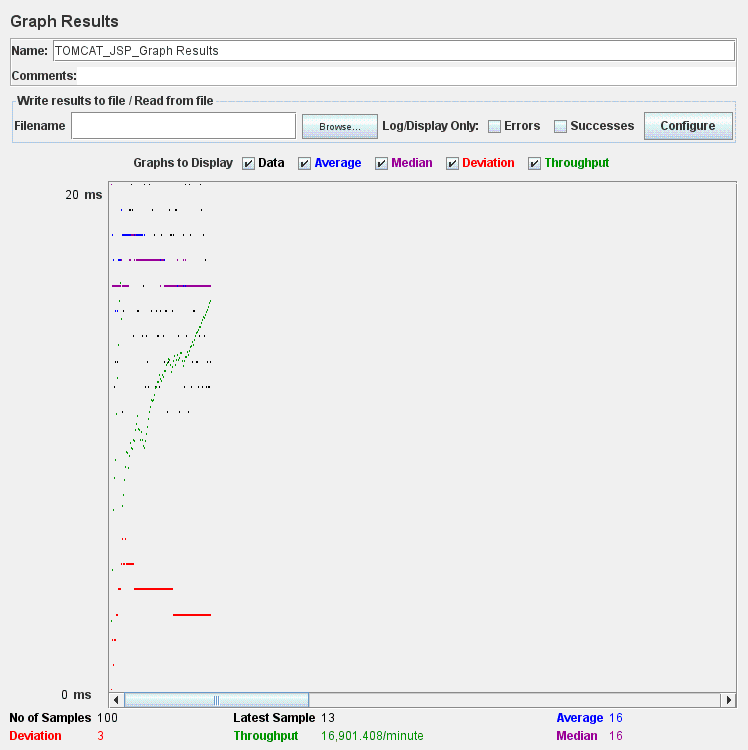 Graph Results
Name: TOMCAT_JSP_Graph Results
Comments:
Write results to file / Read from file
Filename Browse... Log/Display Only: Errors Successes Configure
Graphs to Display Data Average Median Deviation Throughput
20 ms
0 ms
No of Samples 100 Latest Sample 13 Average 16
Deviation 3 Throughput 16,901.408/minute Median 16